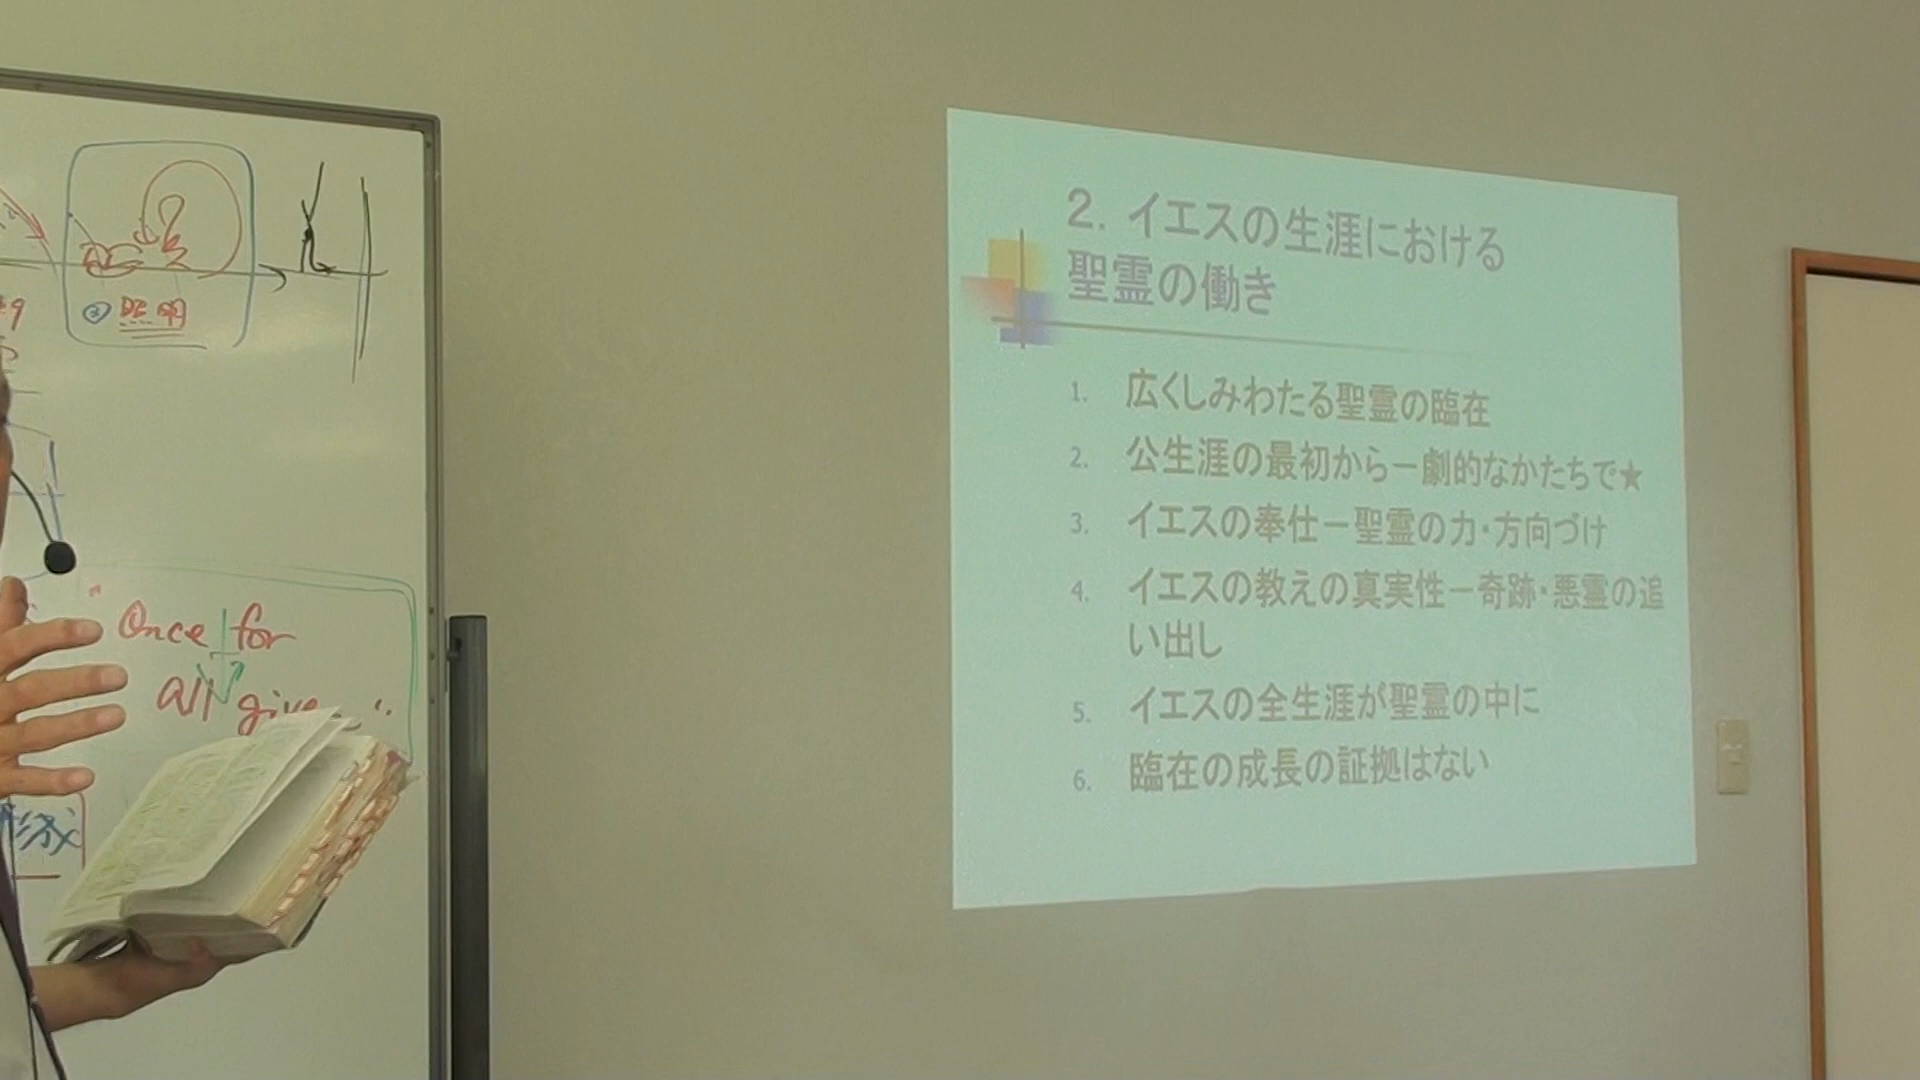 証明
"Once for
All given"
形成
2. イエスの生涯における
聖霊の働き
1. 広くしみわたる聖霊の臨在
2. 公生涯の最初から－劇的なかたちで★
3. イエスの奉仕－聖霊の力・方向づけ
4. イエスの教えの真実性－奇跡・悪霊の追
い出し
5. イエスの全生涯が聖霊の中に
6. 臨在の成長の証拠はない